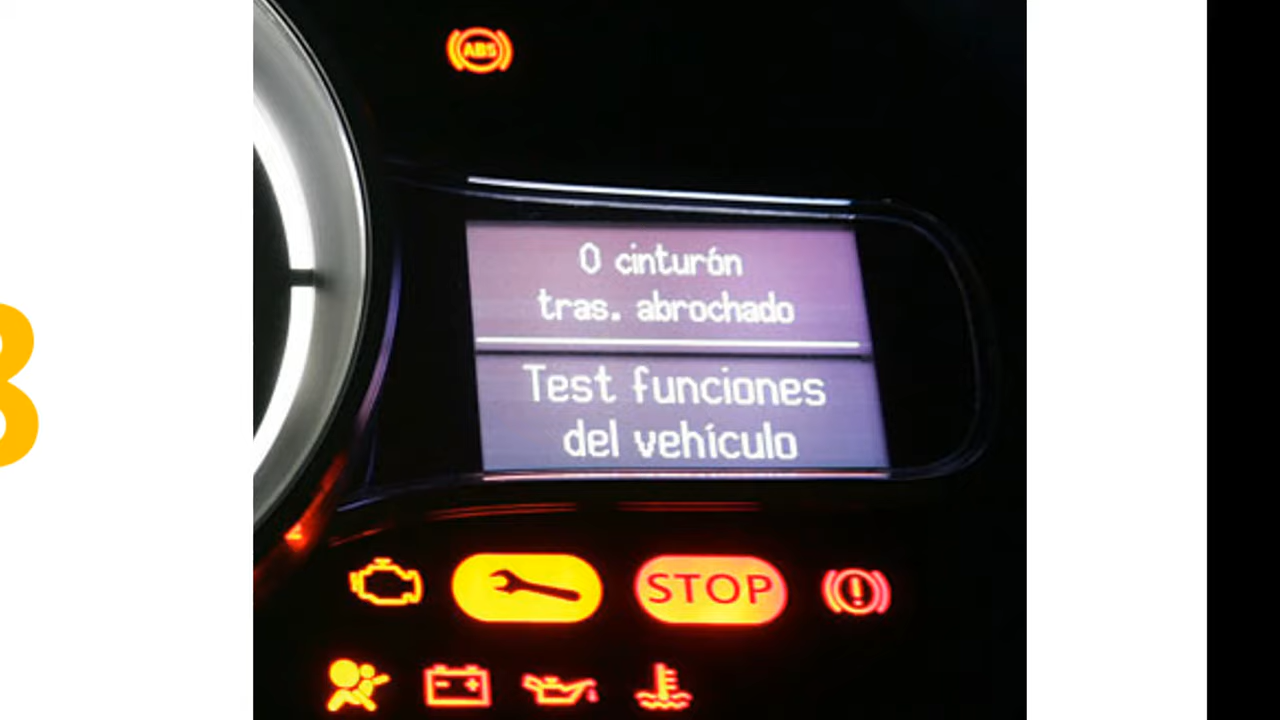 ABS
0 cinturón
tras. abrochado
Test funciones
del vehículo
STOP